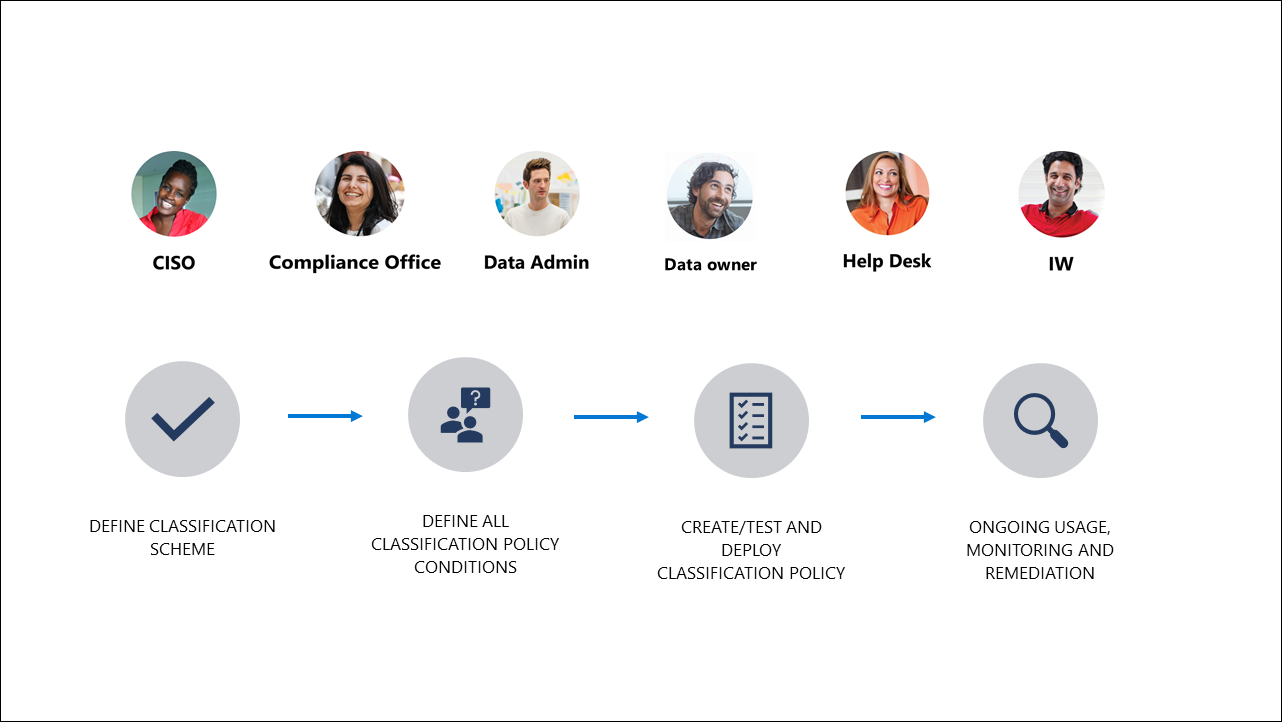 CISO
Compliance Office
Data Admin
Data owner
Help Desk
IW
?
DEFINE CLASSIFICATION
SCHEME
DEFINE ALL
CLASSIFICATION POLICY
CONDITIONS
CREATE/TEST AND
DEPLOY
CLASSIFICATION POLICY
ONGOING USAGE,
MONITORING AND
REMEDIATION